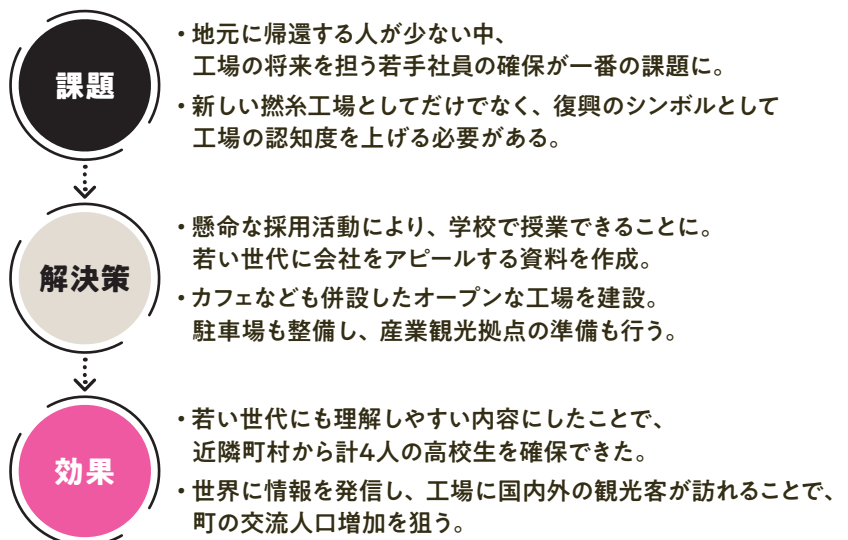 課題
・地元に帰還する人が少ない中、
工場の将来を担う若手社員の確保が一番の課題に。
・新しい撚糸工場としてだけでなく、復興のシンボルとして
工場の認知度を上げる必要がある。
解決策
・懸命な採用活動により、学校で授業できることに。
若い世代に会社をアピールする資料を作成。
・カフェなども併設したオープンな工場を建設。
駐車場も整備し、産業観光拠点の準備も行う。
効果
・若い世代にも理解しやすい内容にしたことで、
近隣町村から計4人の高校生を確保できた。
・世界に情報を発信し、工場に国内外の観光客が訪れることで、
町の交流人口増加を狙う。